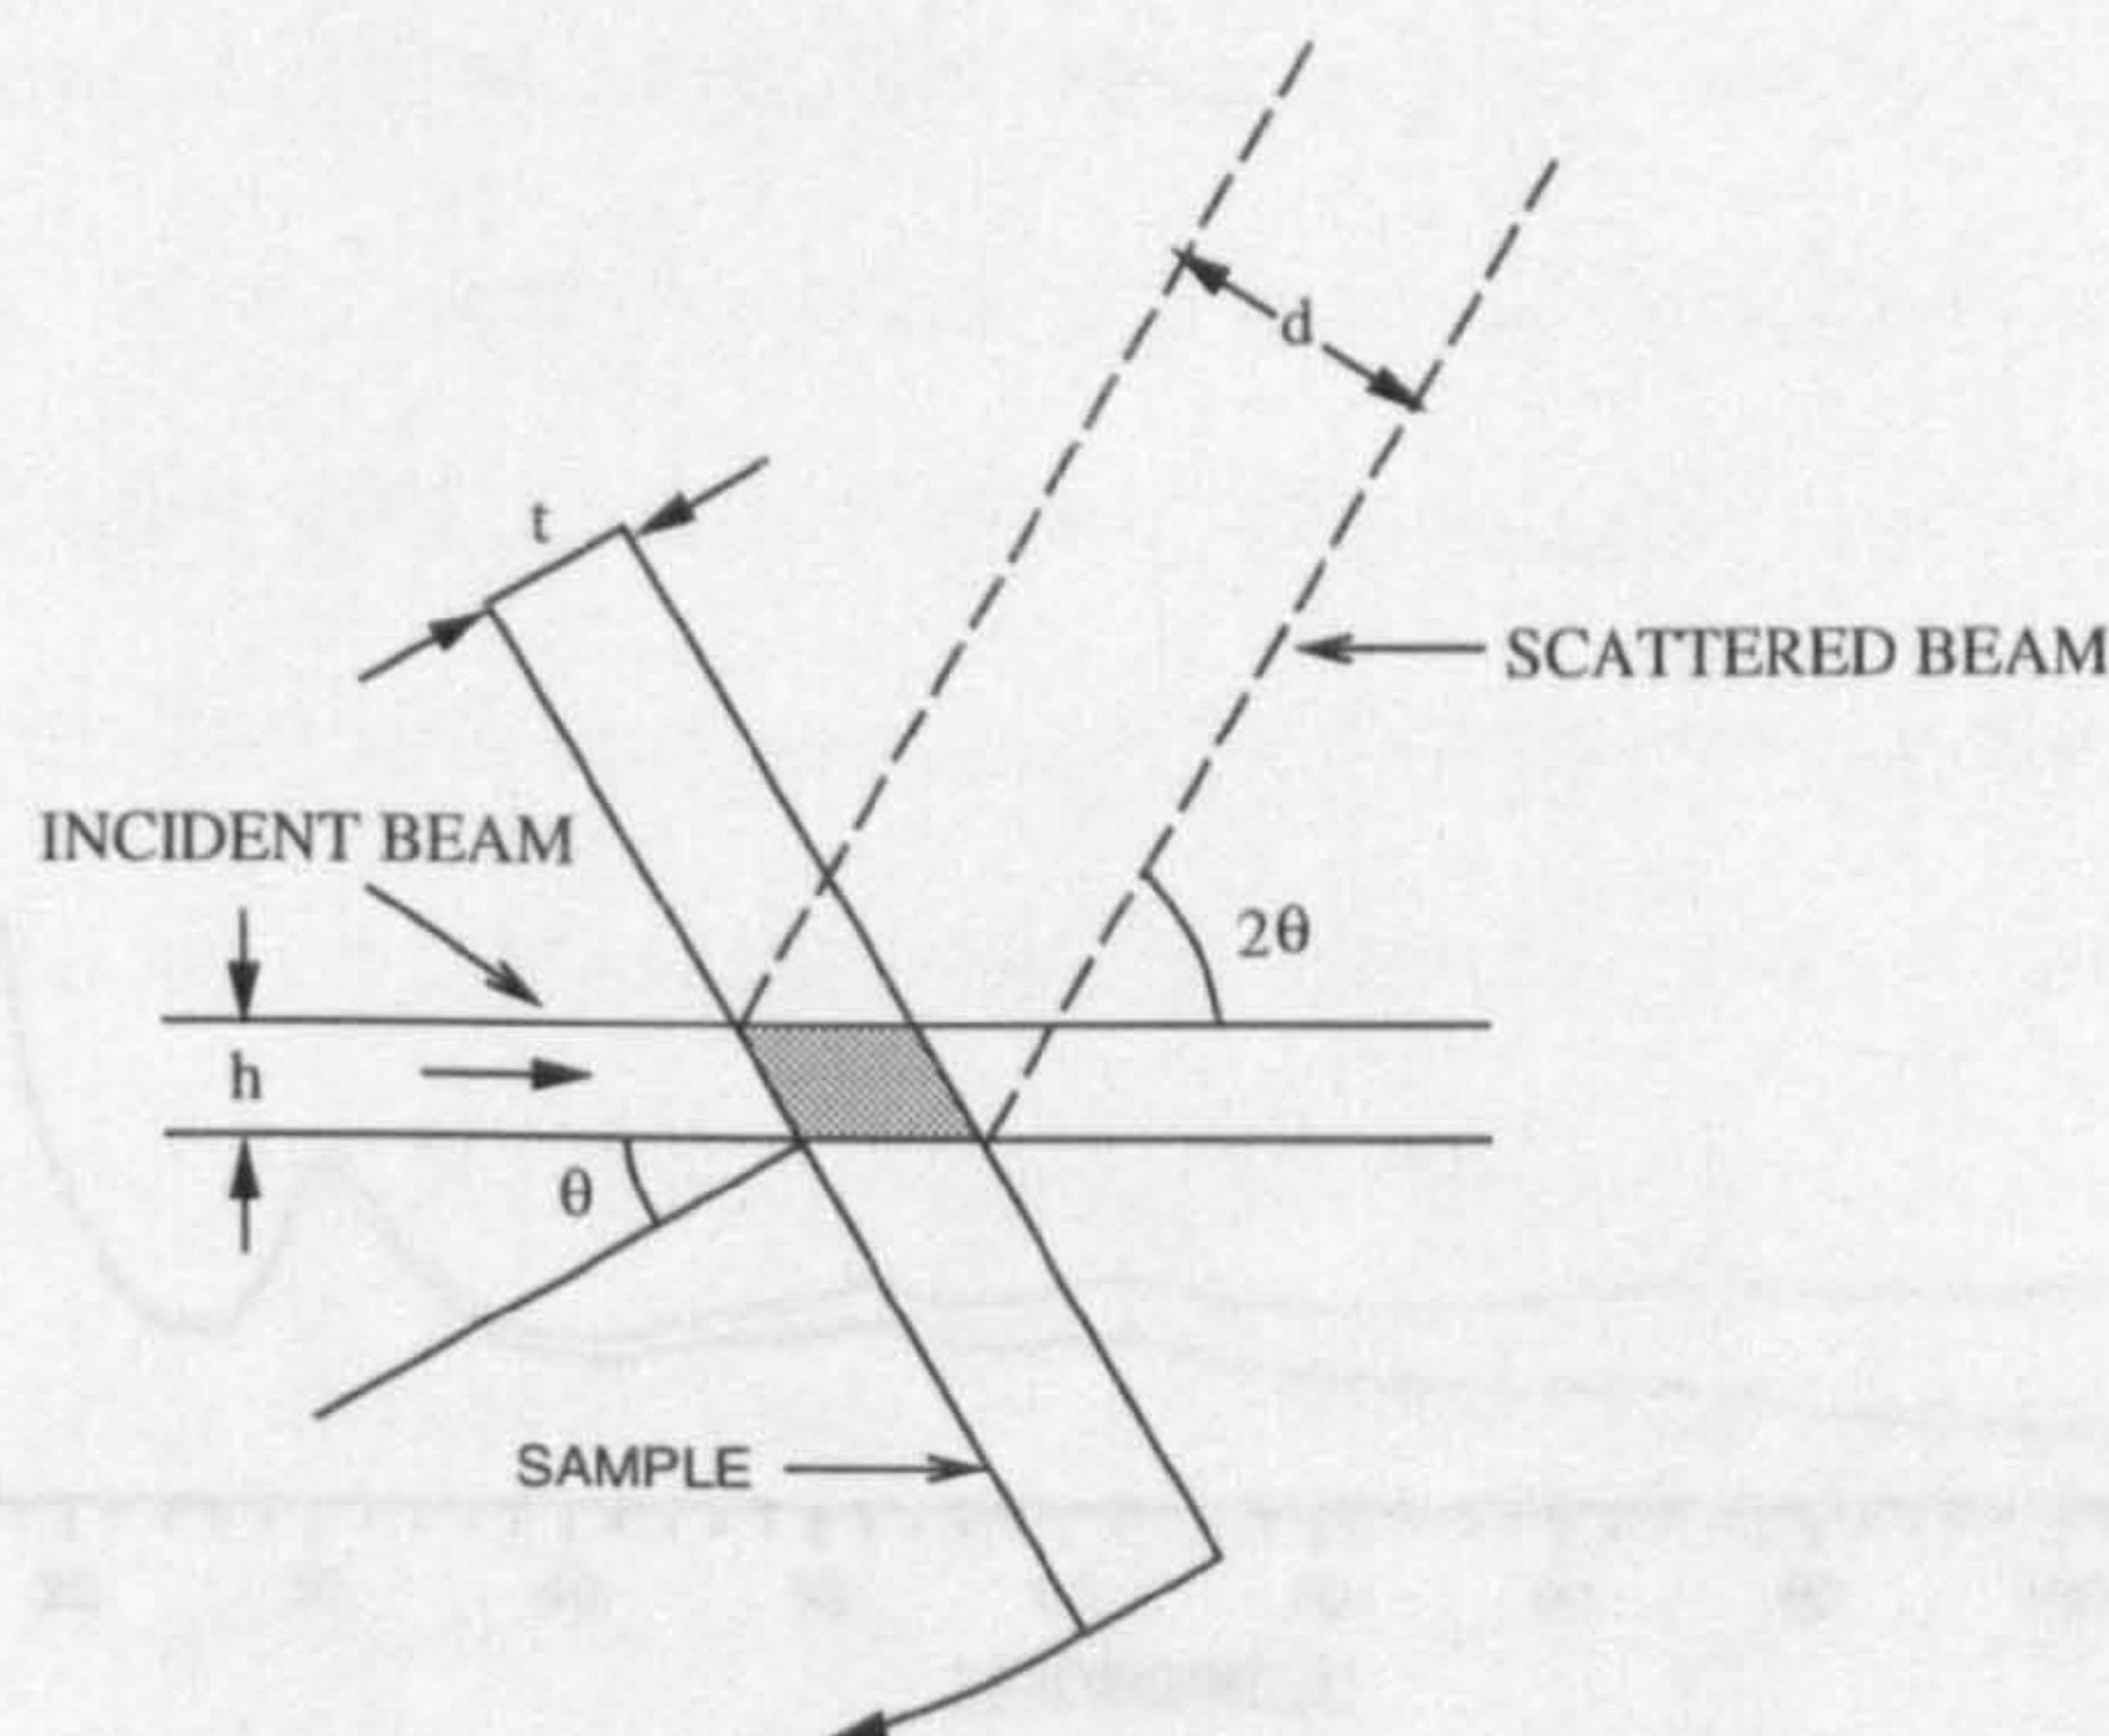 d
t
SCATTERED BEAM
INCIDENT BEAM
2θ
h
θ
SAMPLE